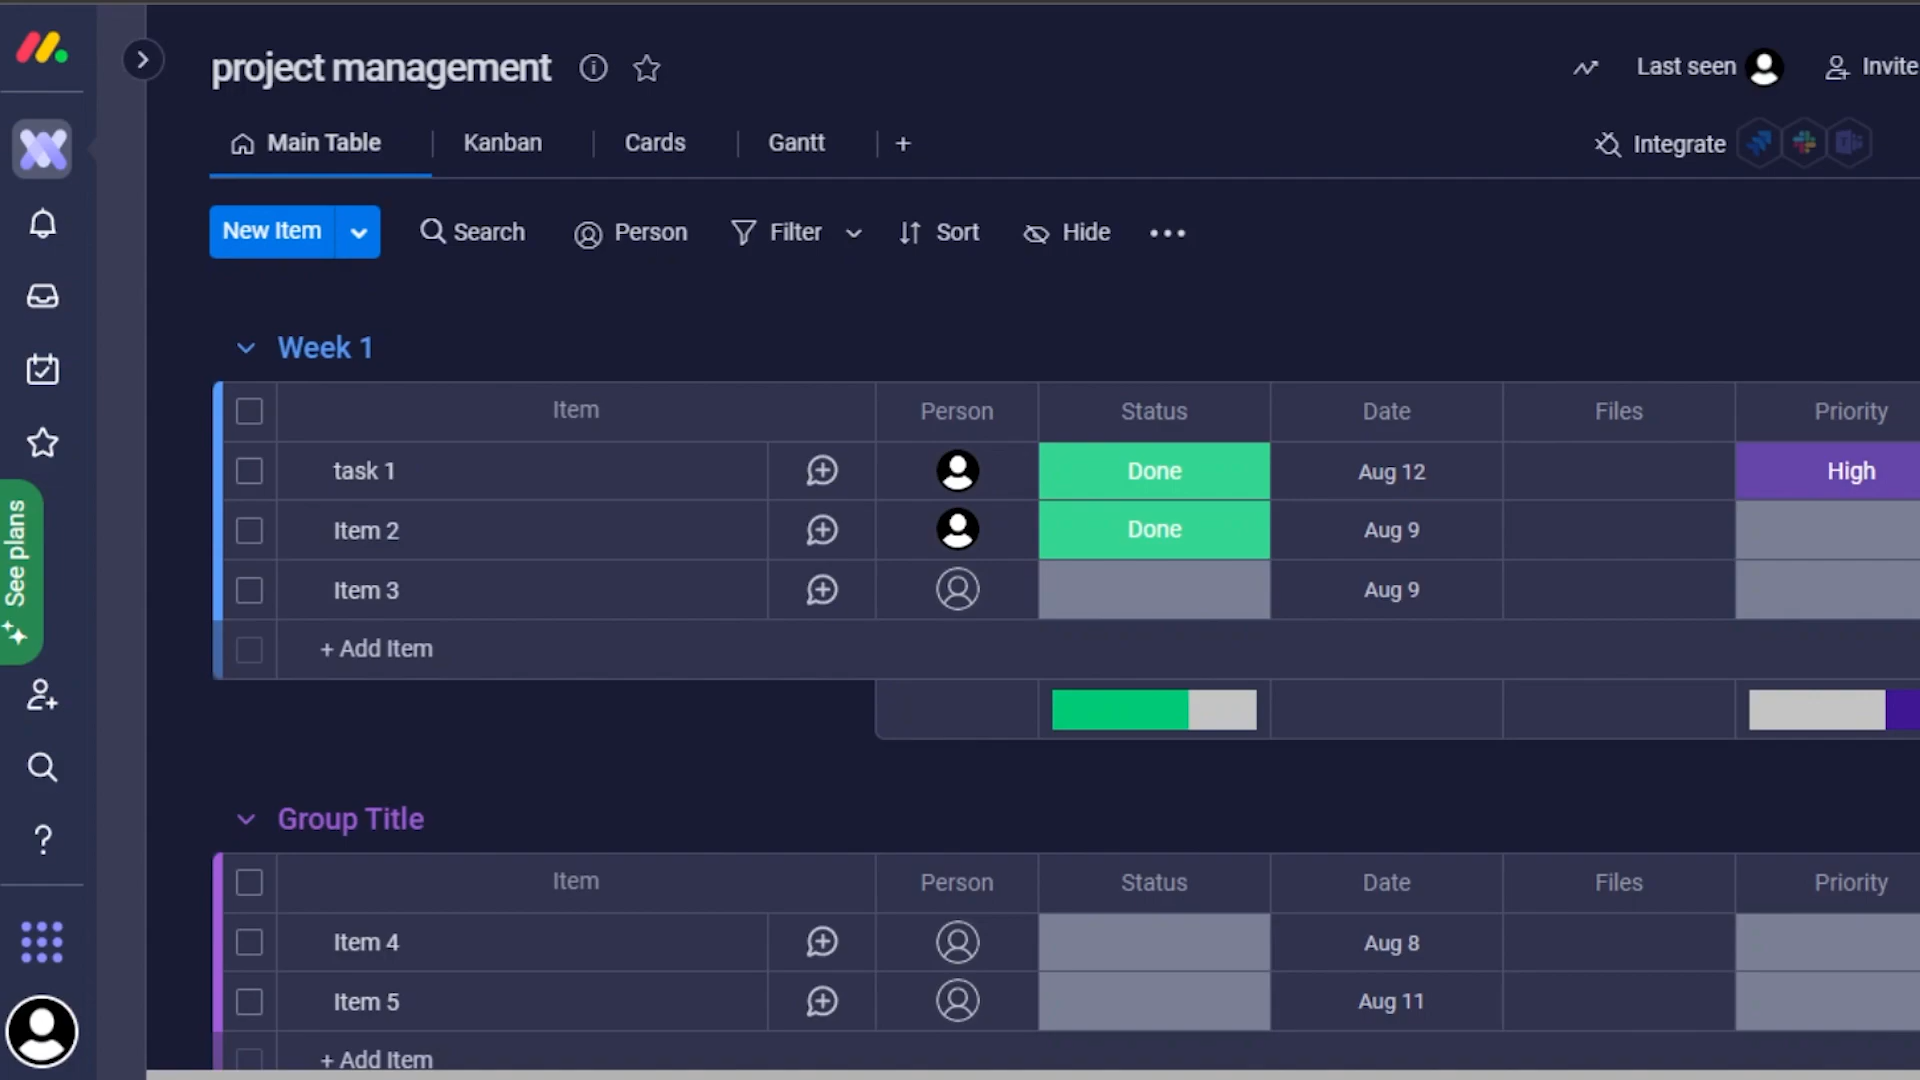 project management
Last seen
Invite
Main Table
Kanban
Cards
Gantt
+
Integrate
New Item
Search
Person
Filter
Sort
Hide
Week 1
Item Person Status Date Files Priority
task 1 Done Aug 12 High
Item 2 Done Aug 9
Item 3 Aug 9
+ Add Item
See plans
Group Title
Item Person Status Date Files Priority
Item 4 Aug 8
Item 5 Aug 11
+ Add Item